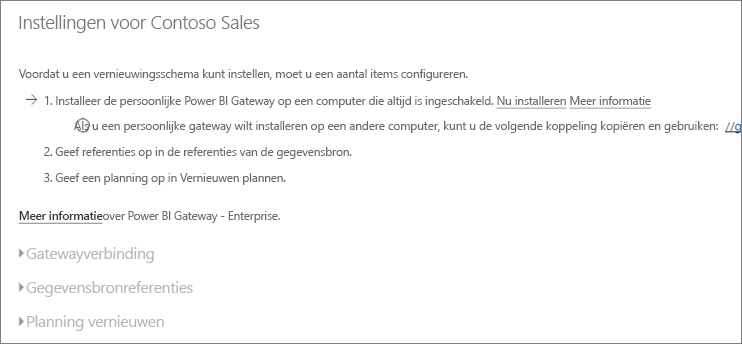 Instellingen voor Contoso Sales
Voordat u een vernieuwingsschema kunt instellen, moet u een aantal items configureren.
1. Installeer de persoonlijke Power BI Gateway op een computer die altijd is ingeschakeld. Nu installeren Meer informatie
Als u een persoonlijke gateway wilt installeren op een andere computer, kunt u de volgende koppeling kopiëren en gebruiken: //g
2. Geef referenties op in de referenties van de gegevensbron.
3. Geef een planning op in Vernieuwen plannen.
Meer informatieover Power BI Gateway - Enterprise.
Gatewayverbinding
Gegevensbronreferenties
Planning vernieuwen